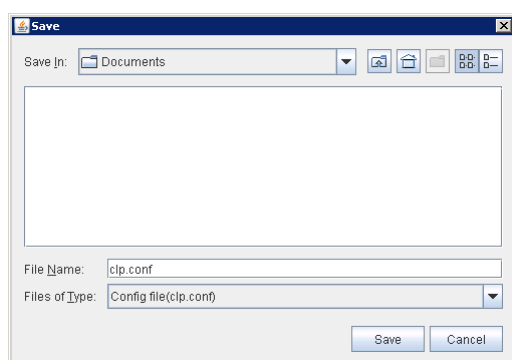 Save
Save In: Documents
File Name: clp.conf
Files of Type: Config file(clp.conf)
Save Cancel